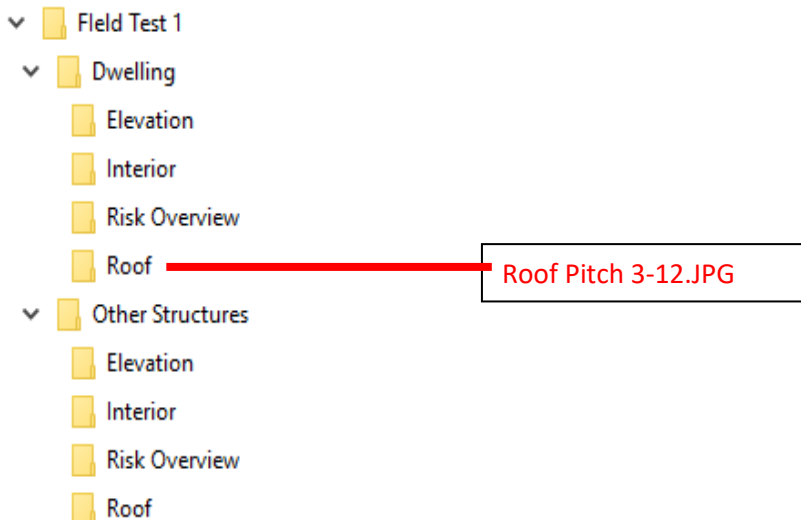 Fleld Test 1
Dwelling
Elevation
Interior
Risk Overview
Roof
Roof Pitch 3-12.JPG
Other Structures
Elevation
Interior
Risk Overview
Roof